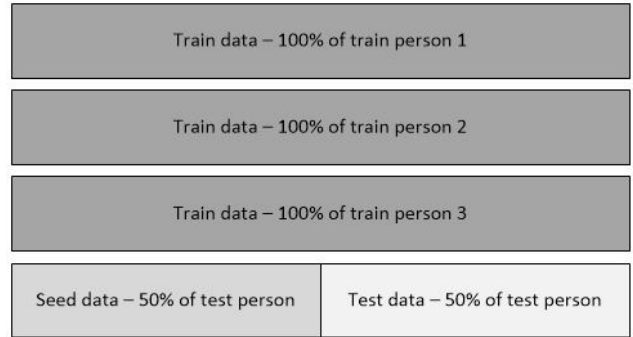 Train data – 100% of train person 1
Train data – 100% of train person 2
Train data – 100% of train person 3
Seed data – 50% of test person
Test data – 50% of test person